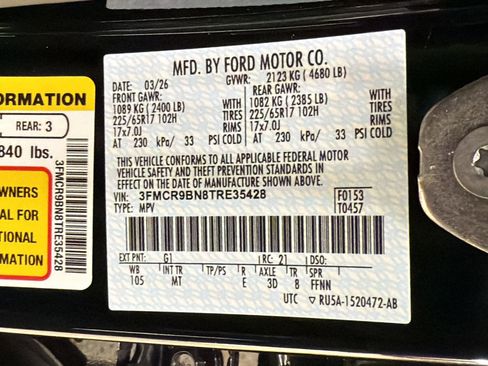 MFD. BY FORD MOTOR CO.
DATE: 03/26 GVWR: 2123 KG (4680 LB)
FRONT GAWR: REAR GAWR:
1089 KG (2400 LB) WITH 1082 KG (2385 LB) WITH
225/65R17 102H TIRES 225/65R17 102H TIRES
17x7.0J RIMS 17x7.0J RIMS
AT 230 kPa/ 33 PSI COLD AT 230 kPa/ 33 PSI COLD
THIS VEHICLE CONFORMS TO ALL APPLICABLE FEDERAL MOTOR
VEHICLE SAFETY AND THEFT PREVENTION STANDARDS IN
EFFECT ON THE DATE OF MANUFACTURE SHOWN ABOVE.
VIN: 3FMCR9BN8TRE35428 F0153
TYPE: MPV T0457
EXT PNT: G1 RC: 21 DSO:
WB INT TR TP/PS R AXLE TR SPR
105 MT E 3D 8 FFNN
UTC ▽RU5A-1520472-AB
ORMATION
REAR: 3
840 lbs.
WNERS
AL FOR
TIONAL
ON
3FMCR9BN8TRE35428